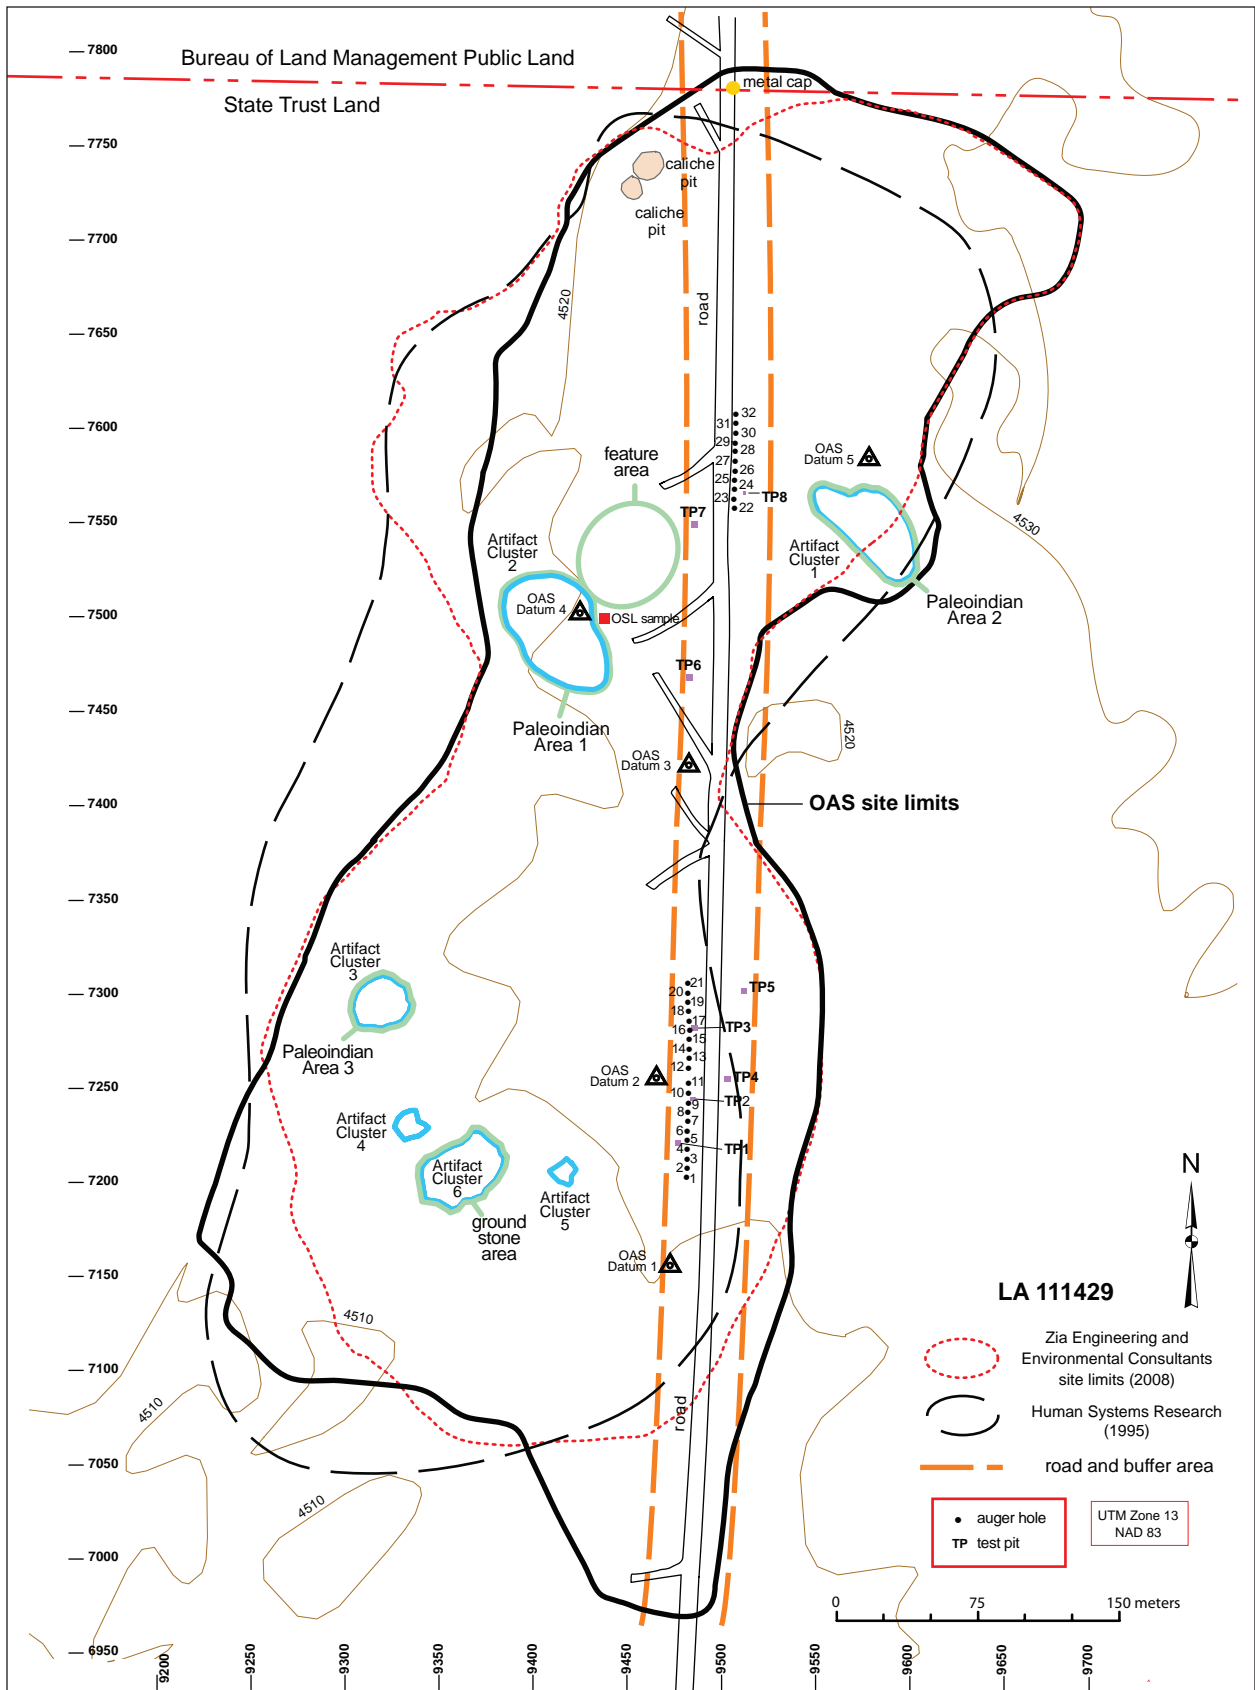 7800
Bureau of Land Management Public Land
State Trust Land
metal cap
7750
caliche
pit
caliche
pit
7700
4520
road
7650
7600
32
31
30
29
28
27
26
25
24
23
22
TP8
OAS
Datum 5
feature
area
TP7
7550
4530
Artifact
Cluster
2
Artifact
Cluster
1
OAS
Datum 4
OSL sample
Paleoindian
Area 2
7500
TP6
7450
Paleoindian
Area 1
4520
OAS
Datum 3
7400
OAS site limits
7350
Artifact
Cluster
3
7300
21
20
19
18
17
16
15
14
13
12
11
10
9
8
7
6
5
4
3
2
1
TP5
TP3
TP4
TP2
TP1
Paleoindian
Area 3
OAS
Datum 2
7250
Artifact
Cluster
4
Artifact
Cluster
6
Artifact
Cluster
5
7200
ground
stone
area
OAS
Datum 1
N
7150
LA 111429
4510
Zia Engineering and
Environmental Consultants
site limits (2008)
7100
4510
Human Systems Research
(1995)
road
7050
road and buffer area
4510
auger hole
TP test pit
UTM Zone 13
NAD 83
7000
0 75 150 meters
6950
9200 9250 9300 9350 9400 9450 9500 9550 9600 9650 9700